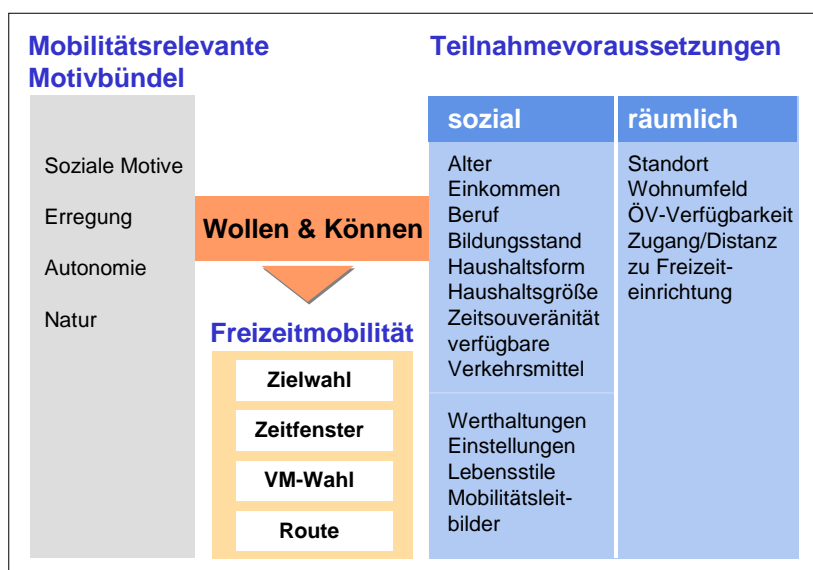 Mobilitätsrelevante
Motivbündel
Soziale Motive
Erregung
Autonomie
Natur
Wollen & Können
Freizeitmobilität
Zielwahl
Zeitfenster
VM-Wahl
Route
Teilnahmevoraussetzungen
sozial
Alter
Einkommen
Beruf
Bildungsstand
Haushaltsform
Haushaltsgröße
Zeitsouveränität
verfügbare
Verkehrsmittel
Werthaltungen
Einstellungen
Lebensstile
Mobilitätsleit-
bilder
räumlich
Standort
Wohnumfeld
ÖV-Verfügbarkeit
Zugang/Distanz
zu Freizeit-
einrichtung